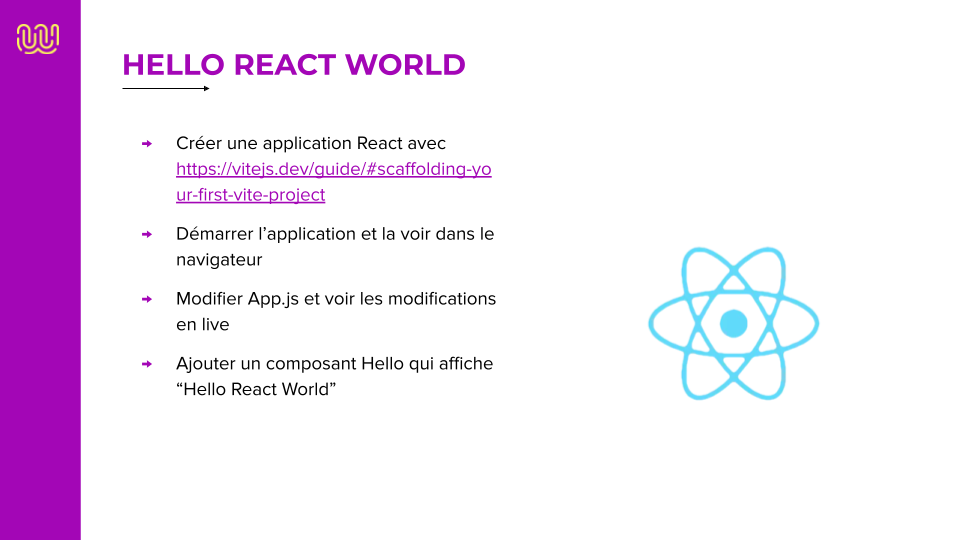 HELLO REACT WORLD
Créer une application React avec
https://vitejs.dev/guide/#scaffolding-yo
ur-first-vite-project
Démarrer l’application et la voir dans le
navigateur
Modifier App.js et voir les modifications
en live
Ajouter un composant Hello qui affiche
“Hello React World”